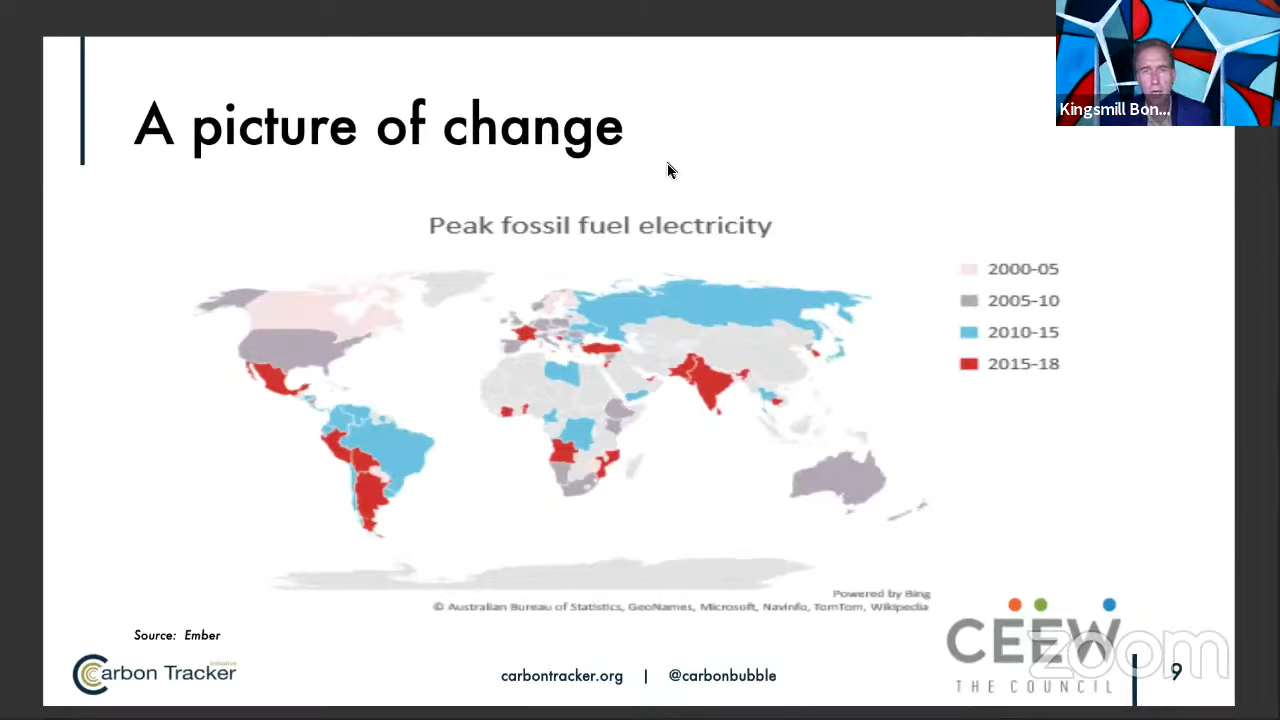 Kingsmill Bon...
A picture of change
Peak fossil fuel electricity
2000-05
2005-10
2010-15
2015-18
Powered by Bing
© Australian Bureau of Statistics, GeoNames, Microsoft, Navinfo, TomTom, Wikipedia
Source: Ember
Carbon Tracker
Initiative
carbontracker.org | @carbonbubble
CEEW
THE COUNCIL
zoom
9